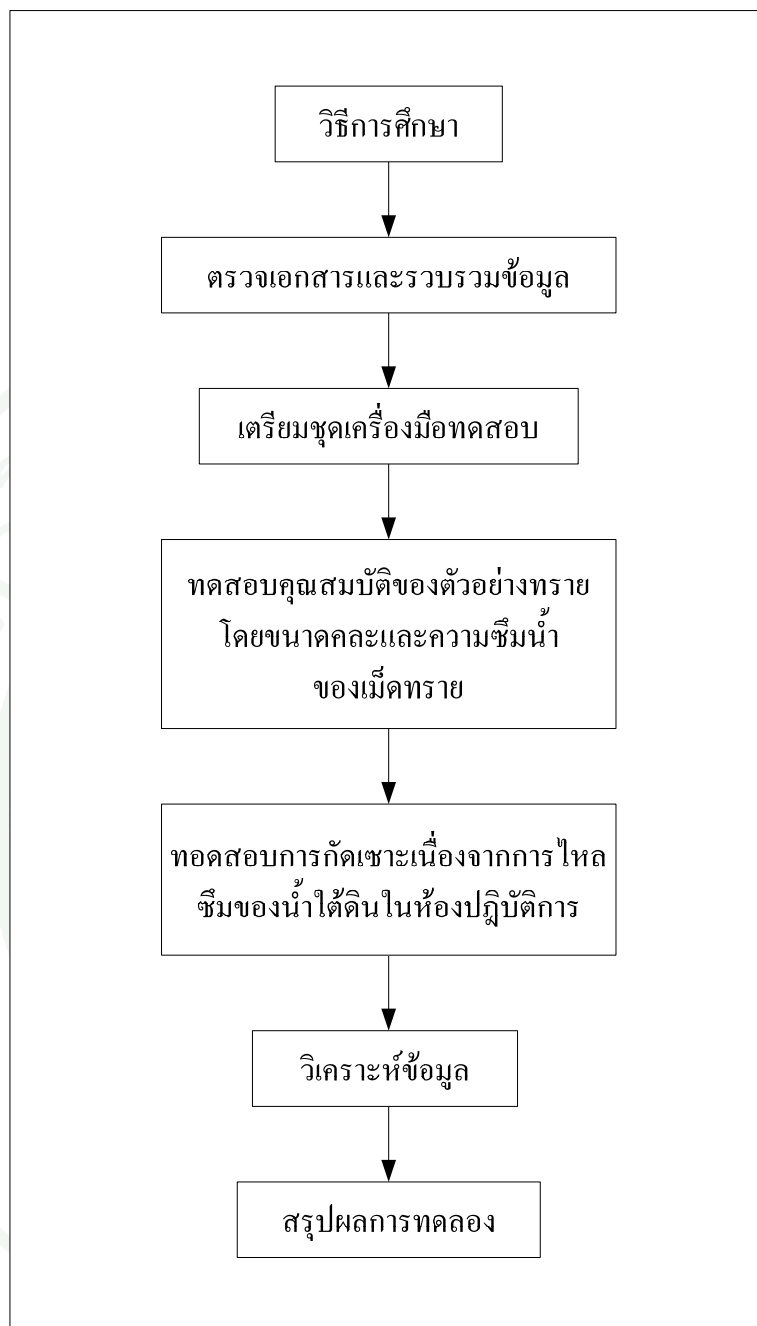 วิธีการศึกษา
ตรวจเอกสารและรวบรวมข้อมูล
เตรียมชุดเครื่องมือทดสอบ
ทดสอบคุณสมบัติของตัวอย่างทราย
โดยขนาดคละและความซึมน้ำ
ของเม็ดทราย
ทอดสอบการกัดเซาะเนื่องจากการไหล
ซึมของน้ำใต้ดินในห้องปฎิบัติการ
วิเคราะห์ข้อมูล
สรุปผลการทดลอง